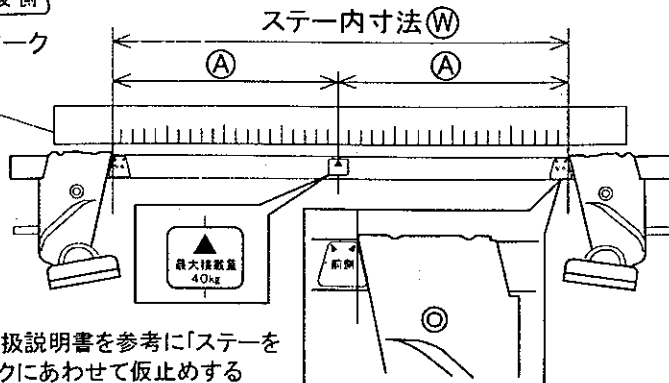 側
ーク
ステー内寸法Ⓦ
Ⓐ Ⓐ
▲
最大積載量
40kg
前側
扱説明書を参考に「ステーを
クにあわせて仮止めする